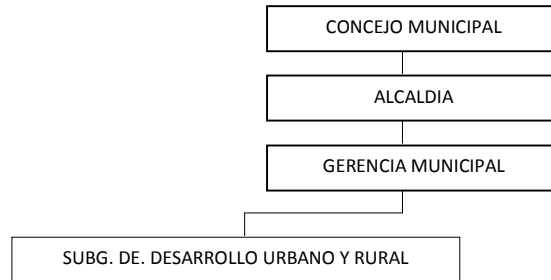 CONCEJO MUNICIPAL
ALCALDIA
GERENCIA MUNICIPAL
SUBG. DE. DESARROLLO URBANO Y RURAL